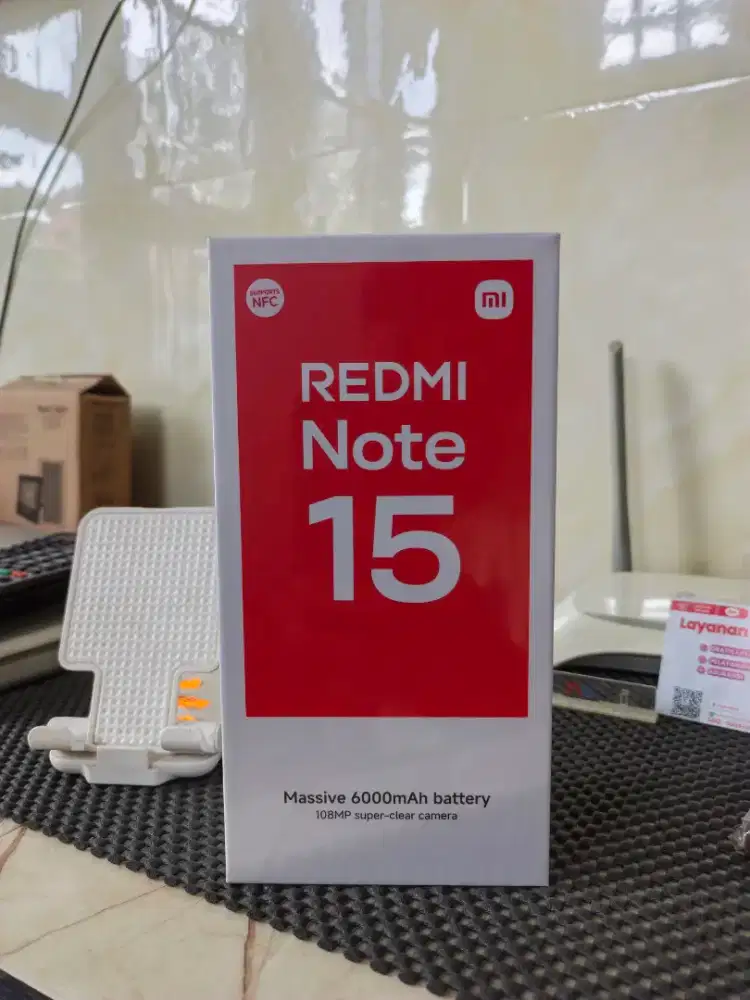 SUPPORTS
NFC
mi
REDMI
Note
15
Massive 6000mAh battery
108MP super-clear camera
Layanan